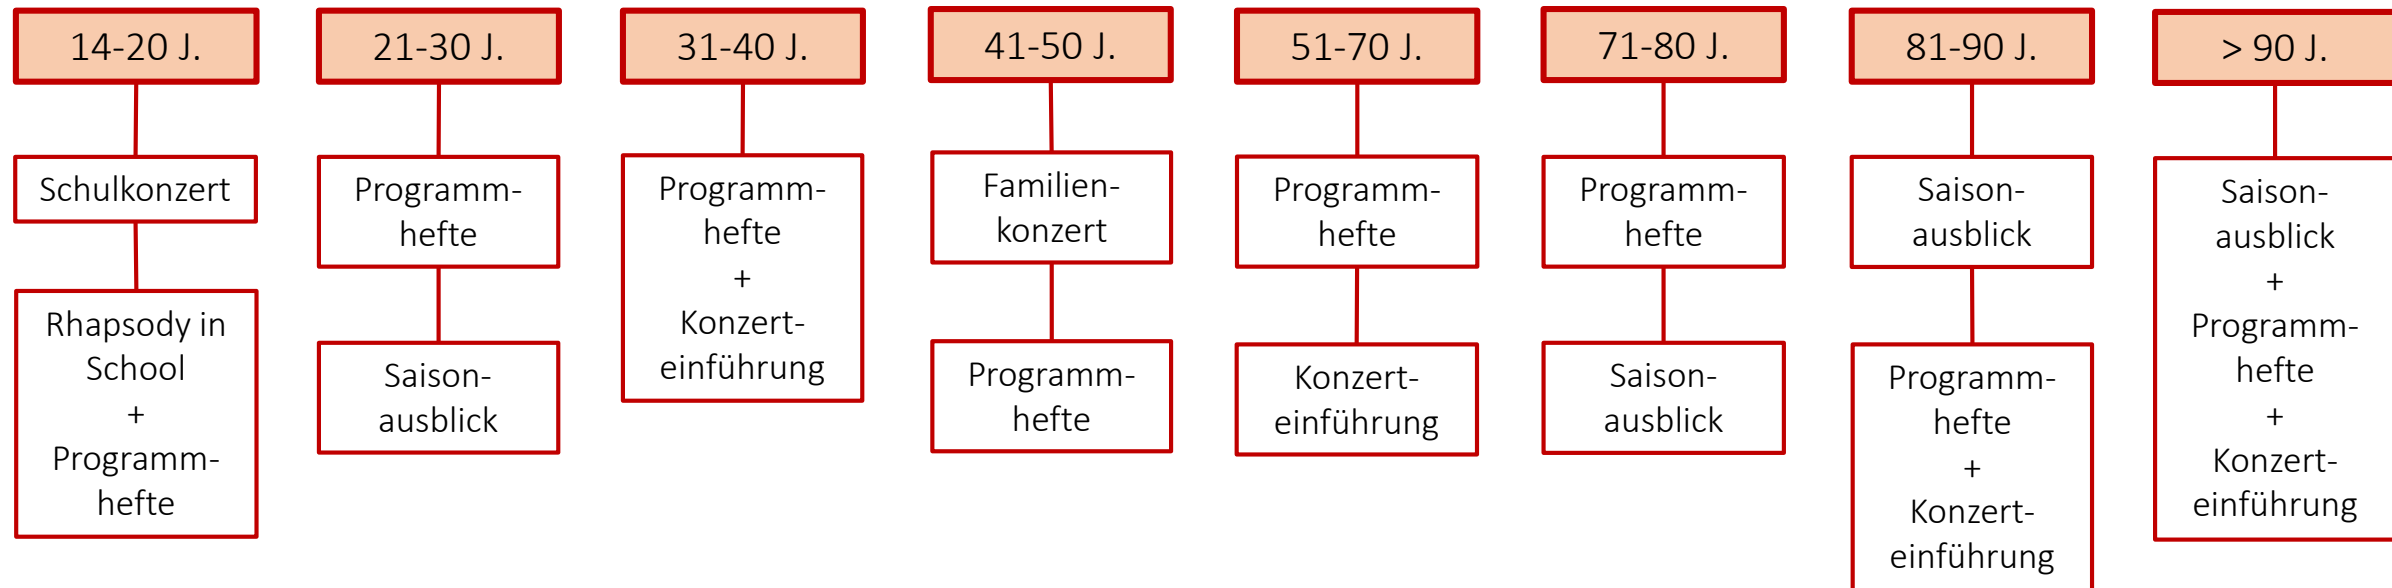 14-20 J.
Schulkonzert
Rhapsody in
School
+
Programm-
hefte
21-30 J.
Programm-
hefte
Saison-
ausblick
31-40 J.
Programm-
hefte
+
Konzert-
einführung
41-50 J.
Familien-
konzert
Programm-
hefte
51-70 J.
Programm-
hefte
Konzert-
einführung
71-80 J.
Programm-
hefte
Saison-
ausblick
81-90 J.
Saison-
ausblick
Programm-
hefte
+
Konzert-
einführung
> 90 J.
Saison-
ausblick
+
Programm-
hefte
+
Konzert-
einführung